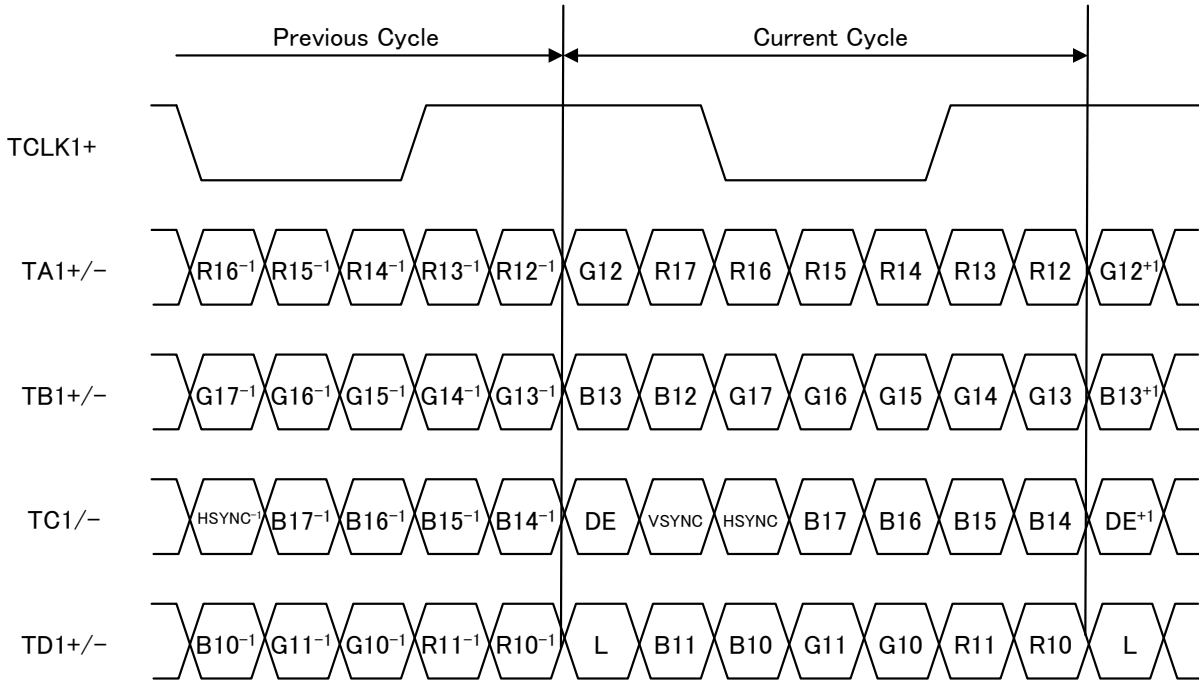 Previous Cycle Current Cycle
TCLK1+
TA1+/− R16⁻¹ R15⁻¹ R14⁻¹ R13⁻¹ R12⁻¹ G12 R17 R16 R15 R14 R13 R12 G12⁺¹
TB1+/− G17⁻¹ G16⁻¹ G15⁻¹ G14⁻¹ G13⁻¹ B13 B12 G17 G16 G15 G14 G13 B13⁺¹
TC1/− HSYNC⁻¹ B17⁻¹ B16⁻¹ B15⁻¹ B14⁻¹ DE VSYNC HSYNC B17 B16 B15 B14 DE⁺¹
TD1+/− B10⁻¹ G11⁻¹ G10⁻¹ R11⁻¹ R10⁻¹ L B11 B10 G11 G10 R11 R10 L